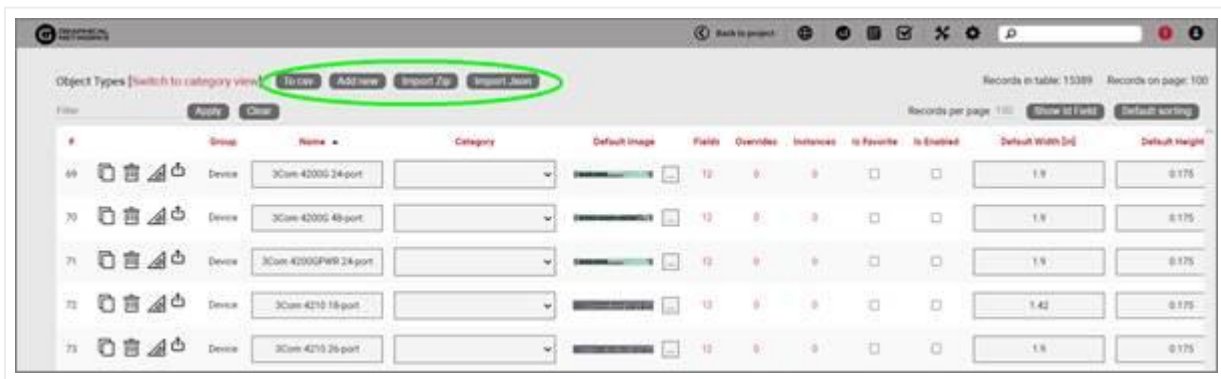 GRAPHICAL NETWORKS Back to project
Object Types [Switch to category view] To csv Add new Import Zip Import Json Records in table: 15389 Records on page: 100
Filter Apply Clear Records per page 100 Show Id Field Default sorting
# Group Name Category Default Image Fields Overrides Instances Is Favorite Is Enabled Default Width [in] Default Height
69 Device 3Com 4200G 24-port ... 12 0 0 1.9 0.175
70 Device 3Com 4200G 48-port ... 12 0 0 1.9 0.175
71 Device 3Com 4200GPWR 24-port ... 12 0 0 1.9 0.175
72 Device 3Com 4210 18-port ... 12 0 0 1.42 0.175
73 Device 3Com 4210 26-port ... 12 0 0 1.9 0.175